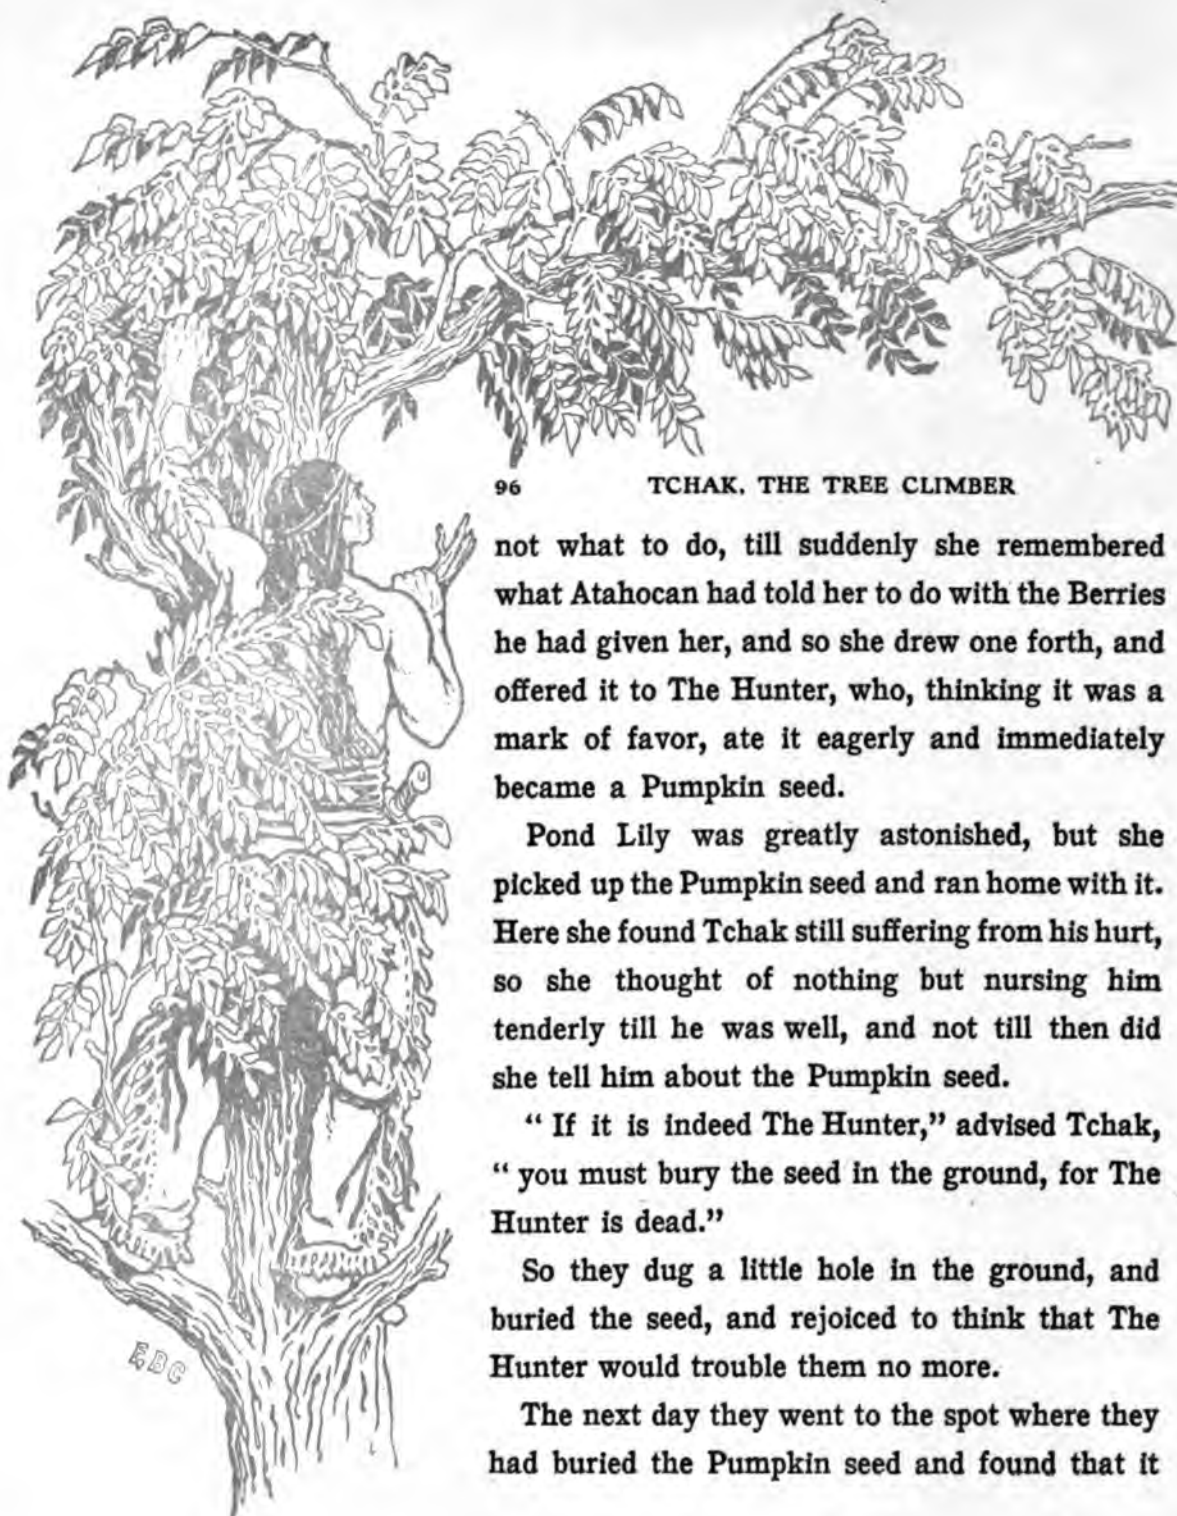 96 TCHAK, THE TREE CLIMBER
not what to do, till suddenly she remembered
what Atahocan had told her to do with the Berries
he had given her, and so she drew one forth, and
offered it to The Hunter, who, thinking it was a
mark of favor, ate it eagerly and immediately
became a Pumpkin seed.
Pond Lily was greatly astonished, but she
picked up the Pumpkin seed and ran home with it.
Here she found Tchak still suffering from his hurt,
so she thought of nothing but nursing him
tenderly till he was well, and not till then did
she tell him about the Pumpkin seed.
“ If it is indeed The Hunter,” advised Tchak,
“ you must bury the seed in the ground, for The
Hunter is dead.”
So they dug a little hole in the ground, and
buried the seed, and rejoiced to think that The
Hunter would trouble them no more.
The next day they went to the spot where they
had buried the Pumpkin seed and found that it
EBG